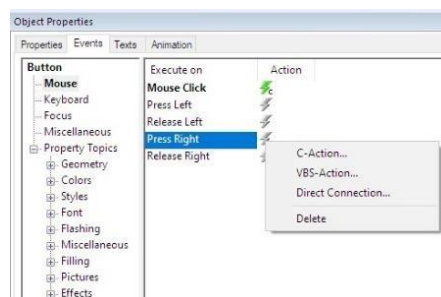 Object Properties
Properties Events Texts Animation
Button
Mouse
Keyboard
Focus
Miscellaneous
Property Topics
Geometry
Colors
Styles
Font
Flashing
Miscellaneous
Filling
Pictures
Effects
Execute on Action
Mouse Click
Press Left
Release Left
Press Right
Release Right
C-Action...
VBS-Action...
Direct Connection...
Delete